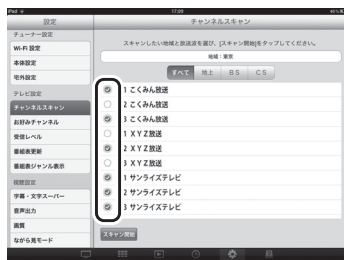 iPad
17:09
設定
チャンネルスキャン
チューナー設定
Wi-Fi 設定
本体設定
宅外設定
テレビ設定
チャンネルスキャン
お好みチャンネル
受信レベル
番組表更新
番組表ジャンル表示
視聴設定
字幕・文字スーパー
音声出力
画質
ながら見モード
スキャンしたい地域と放送波を選び、[スキャン開始]をタップしてください。
地域：東京
すべて 地上 BS CS
1 こくみん放送
2 こくみん放送
3 こくみん放送
1 XYZ放送
2 XYZ放送
3 XYZ放送
1 サンライズテレビ
2 サンライズテレビ
3 サンライズテレビ
スキャン開始